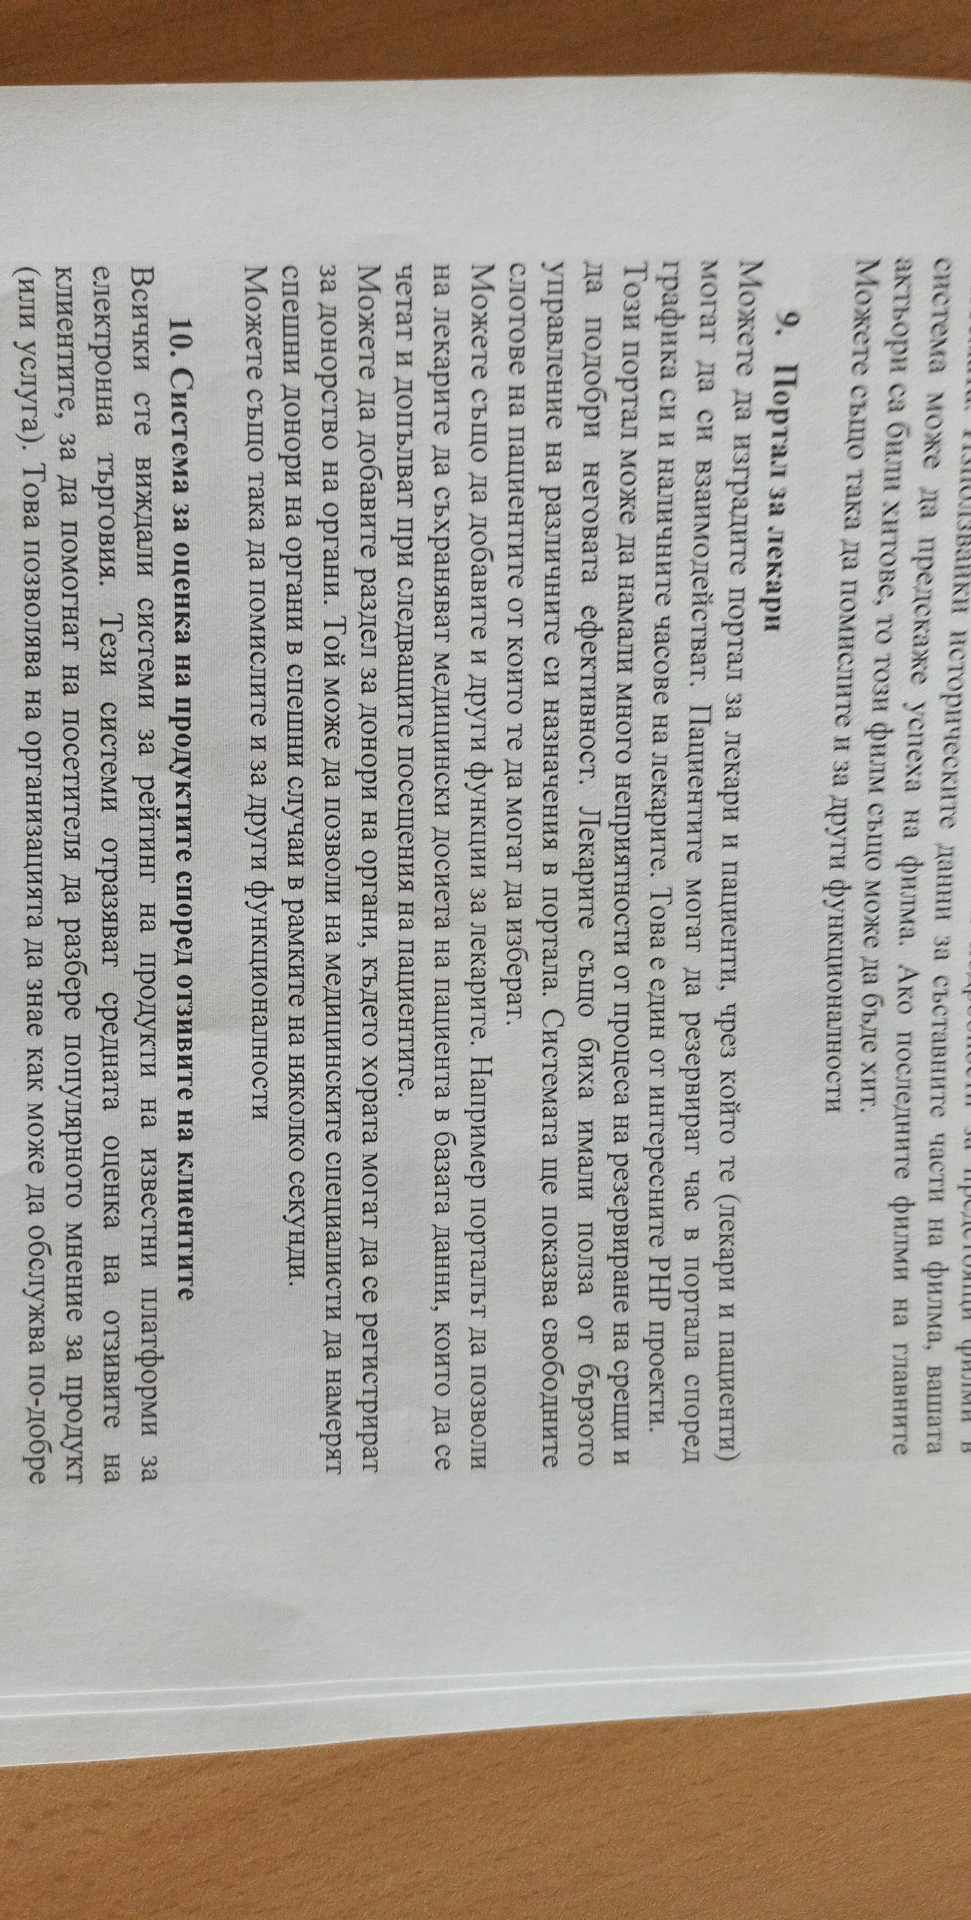 Използвайки историческите данни за съставните части на филма, вашата
система може да предскаже успеха на филма. Ако последните филми на главните
актьори са били хитове, то този филм също може да бъде хит.
Можете също така да помислите и за други функционалности
9. Портал за лекари
Можете да изградите портал за лекари и пациенти, чрез който те (лекари и пациенти)
могат да си взаимодействат. Пациентите могат да резервират час в портала според
графика си и наличните часове на лекарите. Това е един от интересните PHP проекти.
Този портал може да намали много неприятности от процеса на резервиране на срещи и
да подобри неговата ефективност. Лекарите също биха имали полза от бързото
управление на различните си назначения в портала. Системата ще показва свободните
слотове на пациентите от които те да могат да изберат.
Можете също да добавите и други функции за лекарите. Например порталът да позволи
на лекарите да съхраняват медицински досиета на пациента в базата данни, които да се
четат и допълват при следващите посещения на пациентите.
Можете да добавите раздел за донори на органи, където хората могат да се регистрират
за донорство на органи. Той може да позволи на медицинските специалисти да намерят
спешни донори на органи в спешни случаи в рамките на няколко секунди.
Можете също така да помислите и за други функционалности
10. Система за оценка на продуктите според отзивите на клиентите
Всички сте виждали системи за рейтинг на продукти на известни платформи за
електронна търговия. Тези системи отразяват средната оценка на отзивите на
клиентите, за да помогнат на посетителя да разбере популярното мнение за продукт
(или услуга). Това позволява на организацията да знае как може да обслужва по-добре